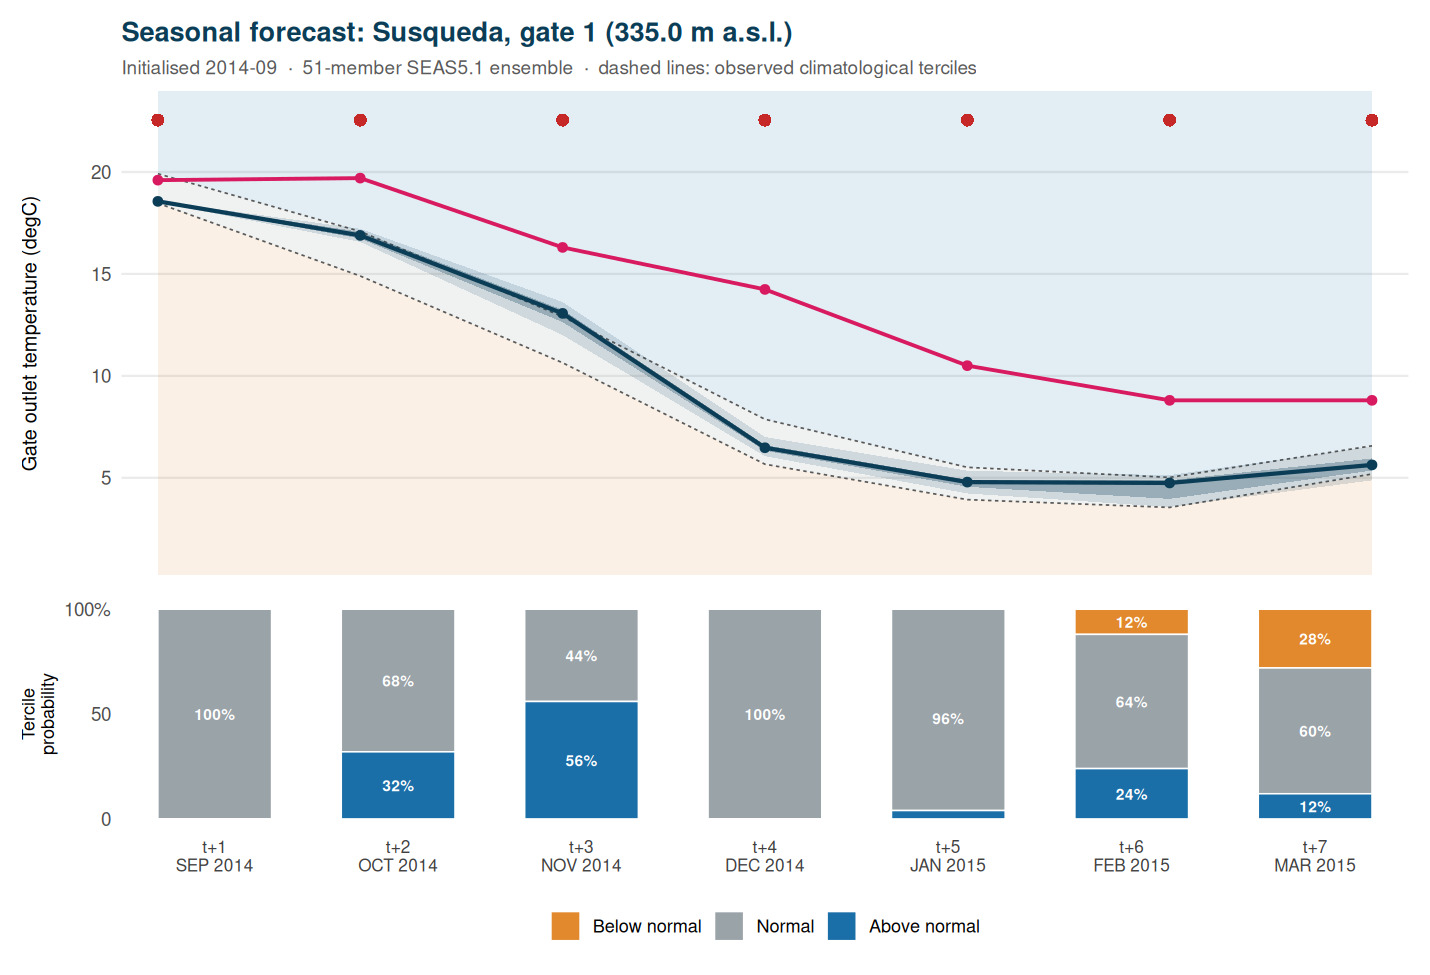 Seasonal forecast: Susqueda, gate 1 (335.0 m a.s.l.)
Initialised 2014-09 · 51-member SEAS5.1 ensemble · dashed lines: observed climatological terciles
Gate outlet temperature (degC)
20
15
10
5
Tercile
probability
100%
50
0
100%
68%
32%
44%
56%
100%
96%
12%
64%
24%
28%
60%
12%
t+1
SEP 2014
t+2
OCT 2014
t+3
NOV 2014
t+4
DEC 2014
t+5
JAN 2015
t+6
FEB 2015
t+7
MAR 2015
Below normal
Normal
Above normal